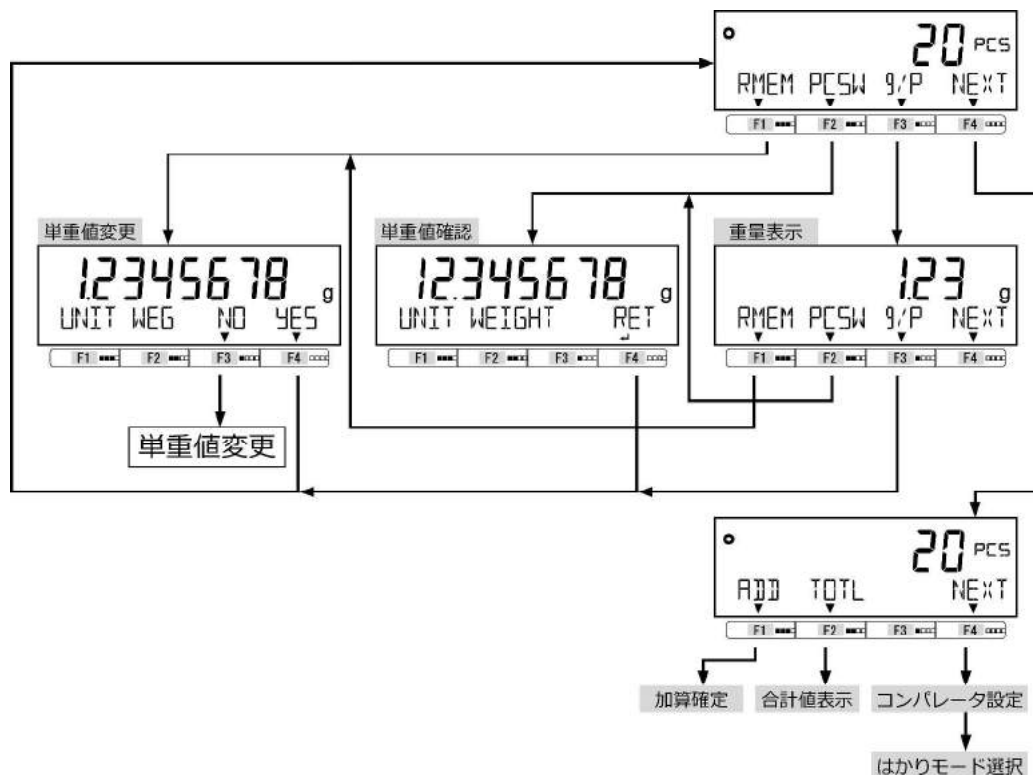 20 PCS
RMEM PCSW g/P NEXT
F1 F2 F3 F4
単重値変更
1.2345678 g
UNIT WEG NO YES
F1 F2 F3 F4
単重値変更
単重値確認
12.345678 g
UNIT WEIGHT RET
F1 F2 F3 F4
重量表示
1.23 g
RMEM PCSW g/P NEXT
F1 F2 F3 F4
20 PCS
ADD TOTL NEXT
F1 F2 F3 F4
加算確定 合計値表示 コンパレータ設定
はかりモード選択